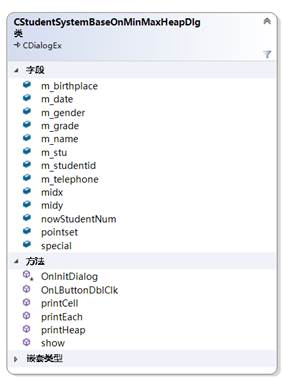 CStudentSystemBaseOnMinMaxHeapDlg
类
CDialogEx
字段
m_birthplace
m_date
m_gender
m_grade
m_name
m_stu
m_studentid
m_telephone
midx
midy
nowStudentNum
pointset
special
方法
OnInitDialog
OnLButtonDblClk
printCell
printEach
printHeap
show
嵌套类型